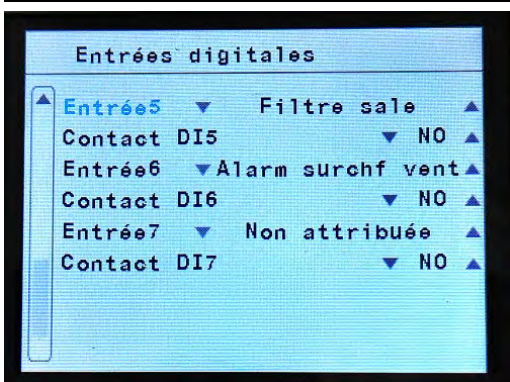 Entrées digitales
Entrée5 ▼ Filtre sale ▲
Contact DI5 ▼ NO ▲
Entrée6 ▼ Alarm surchf vent ▲
Contact DI6 ▼ NO ▲
Entrée7 ▼ Non attribuée ▲
Contact DI7 ▼ NO ▲